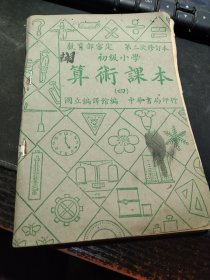 教育部審定　第二次修訂本
初級小學
算術課本
(四)
國立編譯館編　中華書局印行